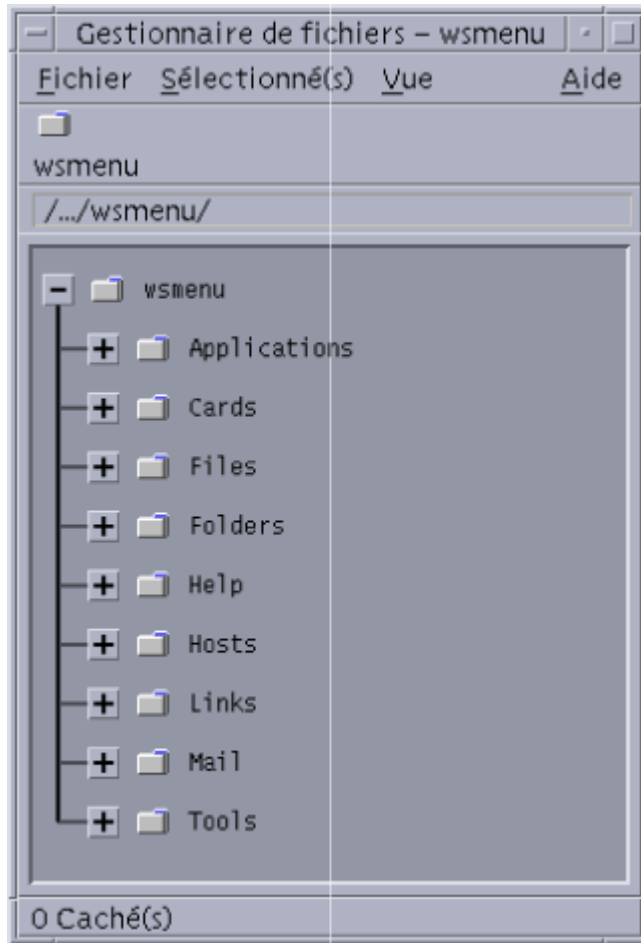 Gestionnaire de fichiers – wsmenu
Fichier Sélectionné(s) Vue Aide
wsmenu
/.../wsmenu/
wsmenu
Applications
Cards
Files
Folders
Help
Hosts
Links
Mail
Tools
0 Caché(s)